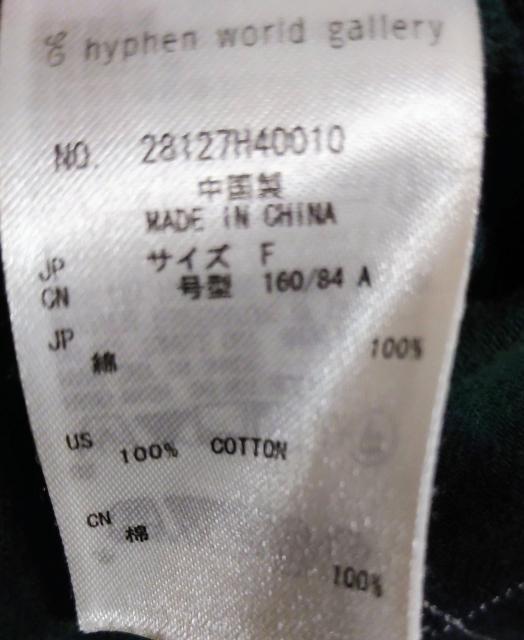 hyphen world gallery
NO. 28127H40010
中国製
MADE IN CHINA
JP サイズ F
CN 号型 160/84 A
JP 綿 100%
US 100% COTTON
CN 棉 100%